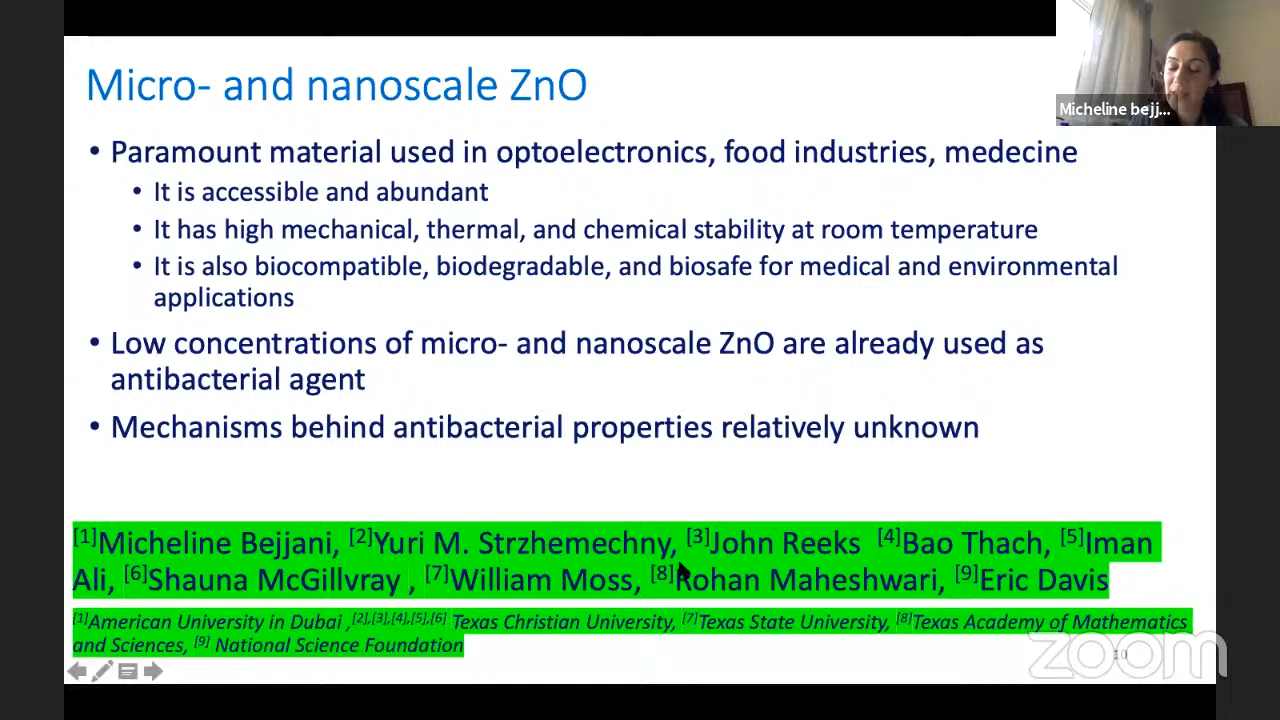 Micro- and nanoscale ZnO
Micheline bejj...
• Paramount material used in optoelectronics, food industries, medecine
• It is accessible and abundant
• It has high mechanical, thermal, and chemical stability at room temperature
• It is also biocompatible, biodegradable, and biosafe for medical and environmental
applications
• Low concentrations of micro- and nanoscale ZnO are already used as
antibacterial agent
• Mechanisms behind antibacterial properties relatively unknown
[1]Micheline Bejjani, [2]Yuri M. Strzhemechny, [3]John Reeks [4]Bao Thach, [5]Iman
Ali, [6]Shauna McGillvray , [7]William Moss, [8]Rohan Maheshwari, [9]Eric Davis
[1]American University in Dubai ,[2],[3],[4],[5],[6] Texas Christian University, [7]Texas State University, [8]Texas Academy of Mathematics
and Sciences, [9] National Science Foundation
10
zoom